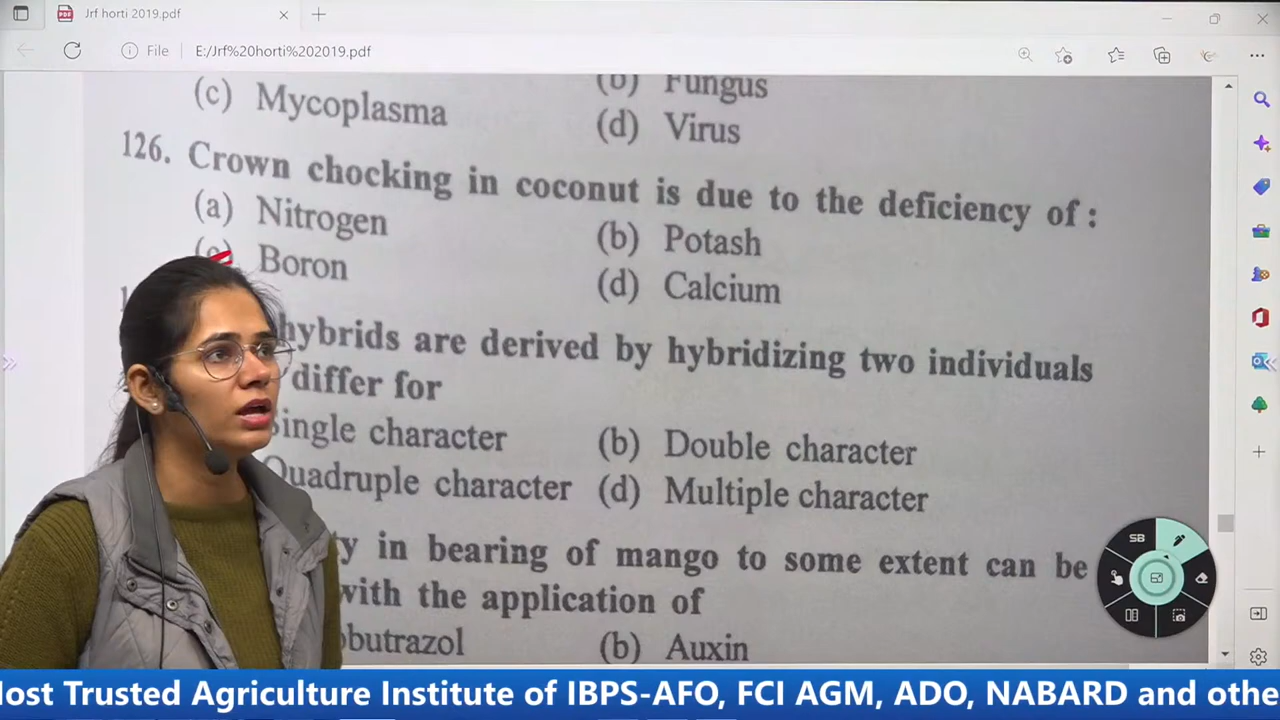 Jrf horti 2019.pdf
File E:/Jrf%20horti%202019.pdf
(b) Fungus
(c) Mycoplasma
(d) Virus
126. Crown chocking in coconut is due to the deficiency of :
(a) Nitrogen
(b) Potash
Boron
(d) Calcium
hybrids are derived by hybridizing two individuals
differ for
Single character
(b) Double character
Quadruple character (d) Multiple character
in bearing of mango to some extent can be
with the application of
(b) Auxin
SB
Most Trusted Agriculture Institute of IBPS-AFO, FCI AGM, ADO, NABARD and othe